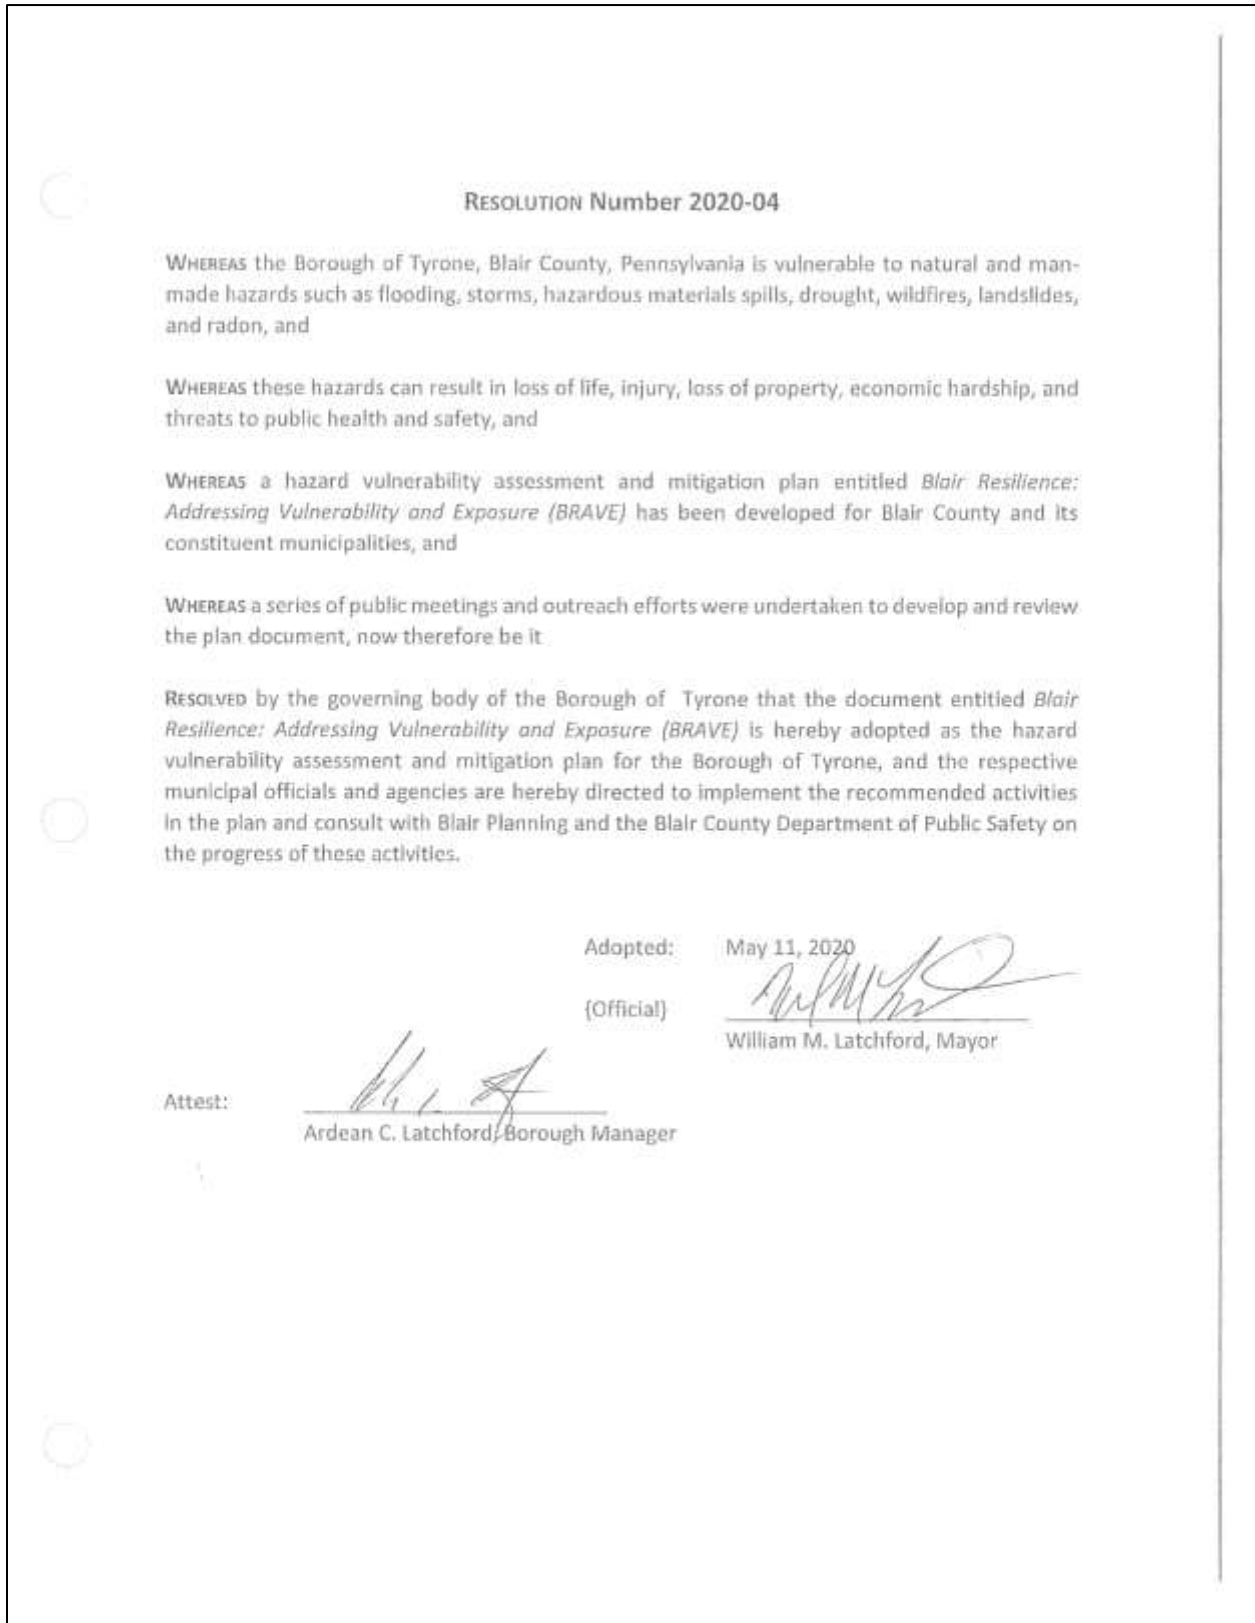 RESOLUTION Number 2020-04
WHEREAS the Borough of Tyrone, Blair County, Pennsylvania is vulnerable to natural and man-
made hazards such as flooding, storms, hazardous materials spills, drought, wildfires, landslides,
and radon, and
WHEREAS these hazards can result in loss of life, injury, loss of property, economic hardship, and
threats to public health and safety, and
WHEREAS a hazard vulnerability assessment and mitigation plan entitled Blair Resilience:
Addressing Vulnerability and Exposure (BRAVE) has been developed for Blair County and its
constituent municipalities, and
WHEREAS a series of public meetings and outreach efforts were undertaken to develop and review
the plan document, now therefore be it
RESOLVED by the governing body of the Borough of Tyrone that the document entitled Blair
Resilience: Addressing Vulnerability and Exposure (BRAVE) is hereby adopted as the hazard
vulnerability assessment and mitigation plan for the Borough of Tyrone, and the respective
municipal officials and agencies are hereby directed to implement the recommended activities
in the plan and consult with Blair Planning and the Blair County Department of Public Safety on
the progress of these activities.
Adopted: May 11, 2020
{Official}
William M. Latchford, Mayor
Attest:
Ardean C. Latchford, Borough Manager